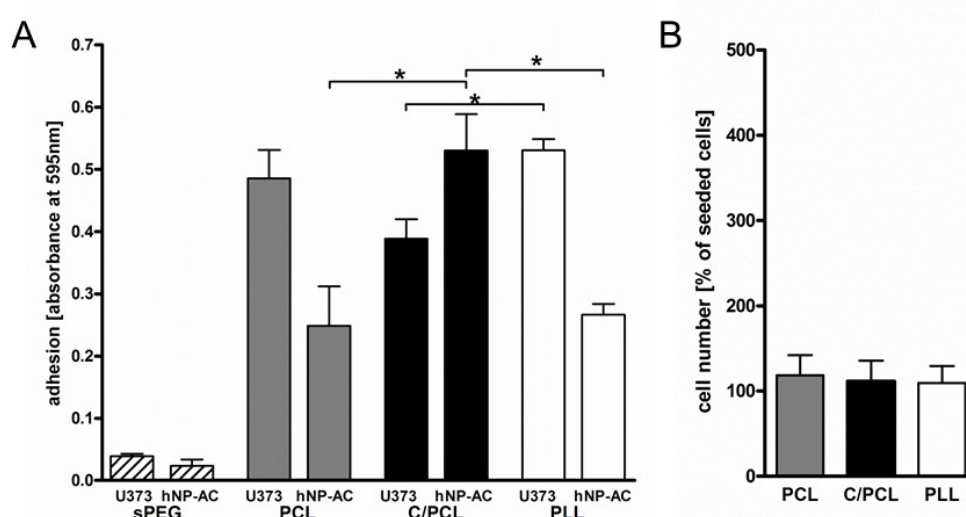 A
adhesion [absorbance at 595nm]
0.7
0.6
0.5
0.4
0.3
0.2
0.1
0.0
*
*
*
U373 hNP-AC U373 hNP-AC U373 hNP-AC U373 hNP-AC
sPEG PCL C/PCL PLL
B
cell number [% of seeded cells]
500
400
300
200
100
0
PCL C/PCL PLL